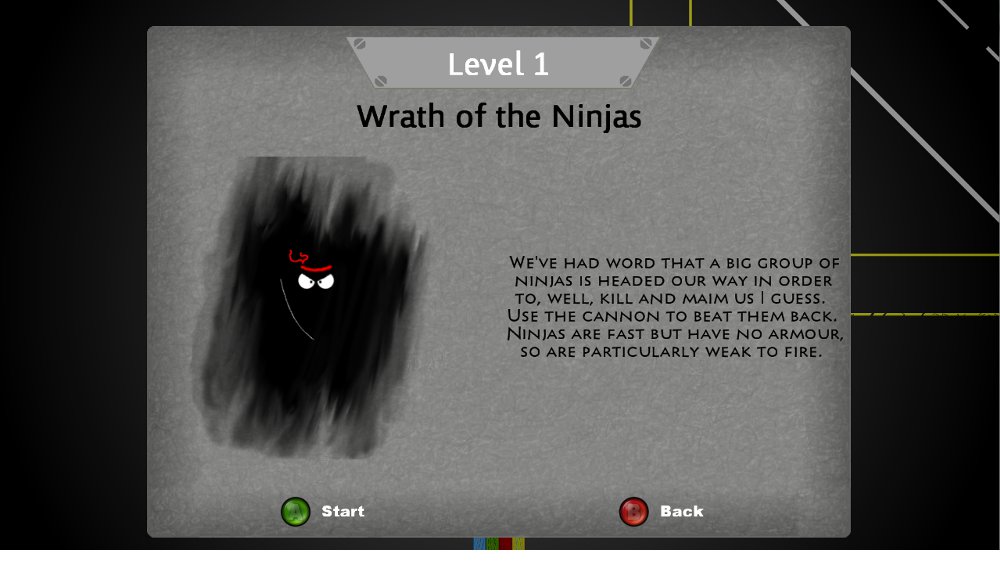 Level 1
Wrath of the Ninjas
We've had word that a big group of
ninjas is headed our way in order
to, well, kill and maim us I guess.
Use the cannon to beat them back.
Ninjas are fast but have no armour,
so are particularly weak to fire.
A Start
B Back